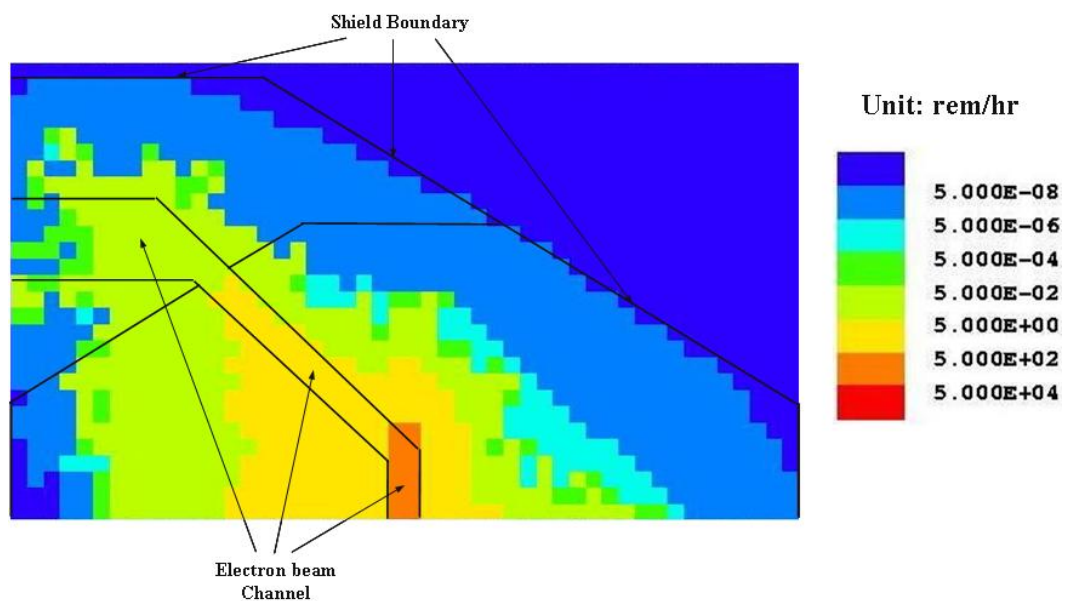 Shield Boundary
Unit: rem/hr
5.000E-08
5.000E-06
5.000E-04
5.000E-02
5.000E+00
5.000E+02
5.000E+04
Electron beam
Channel